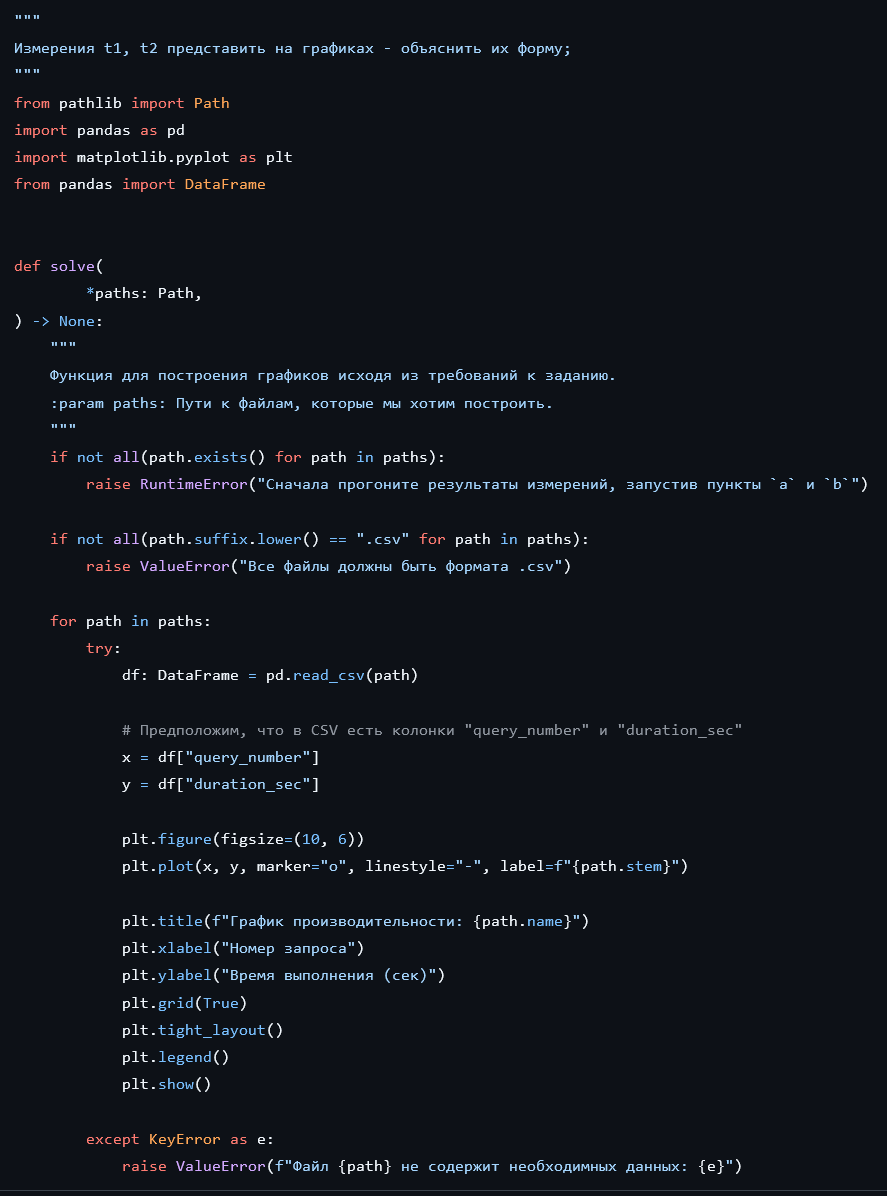 """
Измерения t1, t2 представить на графиках - объяснить их форму;
"""
from pathlib import Path
import pandas as pd
import matplotlib.pyplot as plt
from pandas import DataFrame
def solve(
        *paths: Path,
) -> None:
    """
    Функция для построения графиков исходя из требований к заданию.
    :param paths: Пути к файлам, которые мы хотим построить.
    """
    if not all(path.exists() for path in paths):
        raise RuntimeError("Сначала прогоните результаты измерений, запустив пункты `a` и `b`")
    if not all(path.suffix.lower() == ".csv" for path in paths):
        raise ValueError("Все файлы должны быть формата .csv")
    for path in paths:
        try:
            df: DataFrame = pd.read_csv(path)
            # Предположим, что в CSV есть колонки "query_number" и "duration_sec"
            x = df["query_number"]
            y = df["duration_sec"]
            plt.figure(figsize=(10, 6))
            plt.plot(x, y, marker="o", linestyle="-", label=f"{path.stem}")
            plt.title(f"График производительности: {path.name}")
            plt.xlabel("Номер запроса")
            plt.ylabel("Время выполнения (сек)")
            plt.grid(True)
            plt.tight_layout()
            plt.legend()
            plt.show()
        except KeyError as e:
            raise ValueError(f"Файл {path} не содержит необходимных данных: {e}")